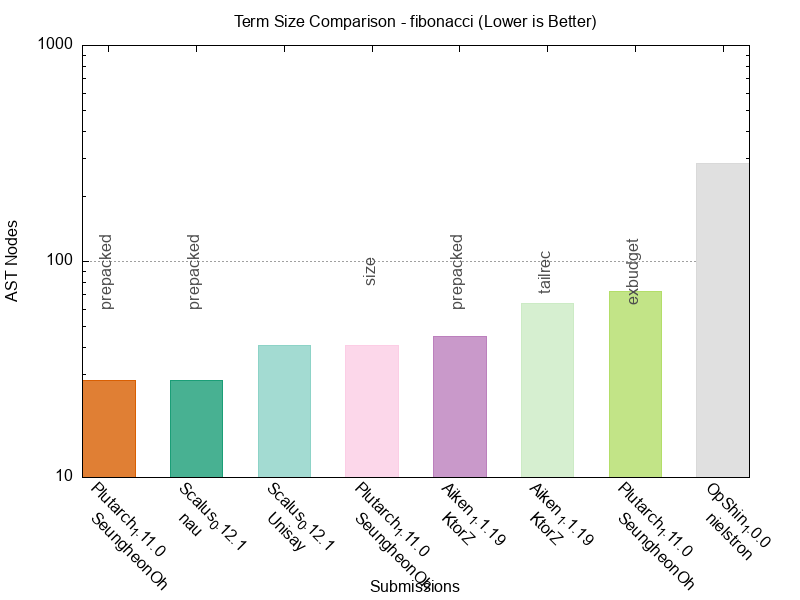 Term Size Comparison - fibonacci (Lower is Better)
1000
100
10
AST Nodes
prepacked
prepacked
size
prepacked
tailrec
exbudget
Plutarch₁.11.0
SeungheonOh
Scalus₀.12.1
nau
Scalus₀.12.1
Unisay
Plutarch₁.11.0
SeungheonOh
Aiken₁.1.19
KtorZ
Aiken₁.1.19
KtorZ
Plutarch₁.11.0
SeungheonOh
OpShin₁.0.0
nielstron
Submissions